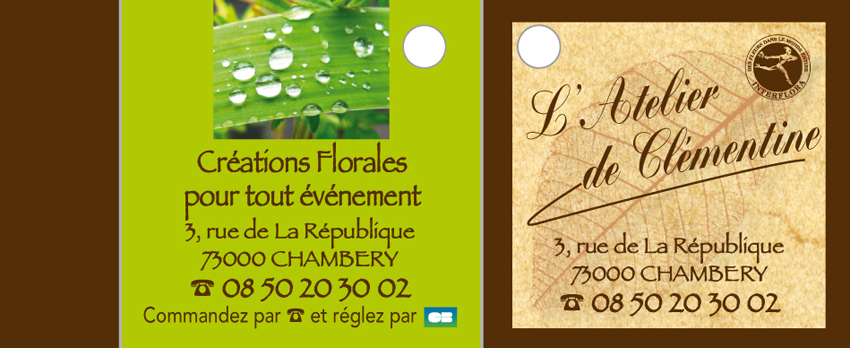 Créations Florales
pour tout événement
3, rue de La République
73000 CHAMBERY
☎ 08 50 20 30 02
Commandez par ☎ et réglez par CB
INTERFLORA
L'Atelier
de Clémentine
3, rue de La République
73000 CHAMBERY
☎ 08 50 20 30 02